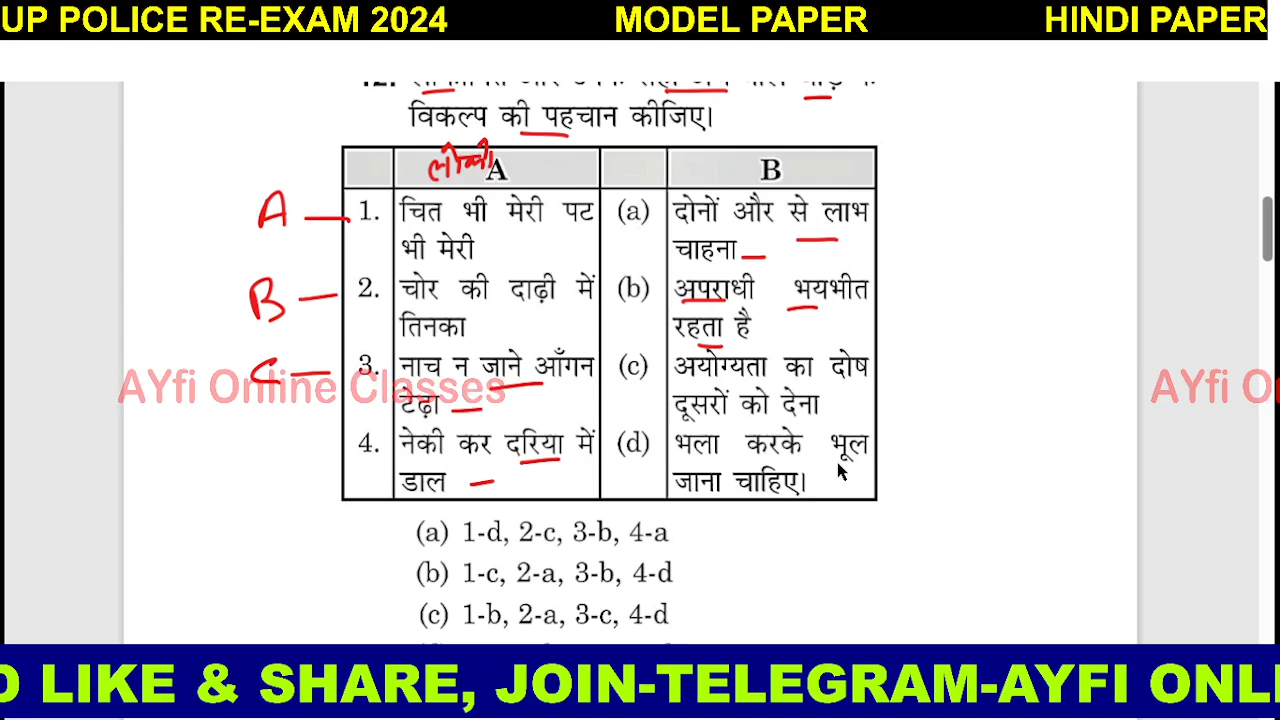 UP POLICE RE-EXAM 2024 MODEL PAPER HINDI PAPER
विकल्प की पहचान कीजिए।
A B
A 1. चित भी मेरी पट (a) दोनों और से लाभ
भी मेरी चाहना
B 2. चोर की दाढ़ी में (b) अपराधी भयभीत
तिनका रहता है
C 3. नाच न जाने आँगन (c) अयोग्यता का दोष
AYfi Online Classes AYfi On
टेढ़ा दूसरों को देना
4. नेकी कर दरिया में (d) भला करके भूल
डाल जाना चाहिए।
(a) 1-d, 2-c, 3-b, 4-a
(b) 1-c, 2-a, 3-b, 4-d
(c) 1-b, 2-a, 3-c, 4-d
O LIKE & SHARE, JOIN-TELEGRAM-AYFI ONLI